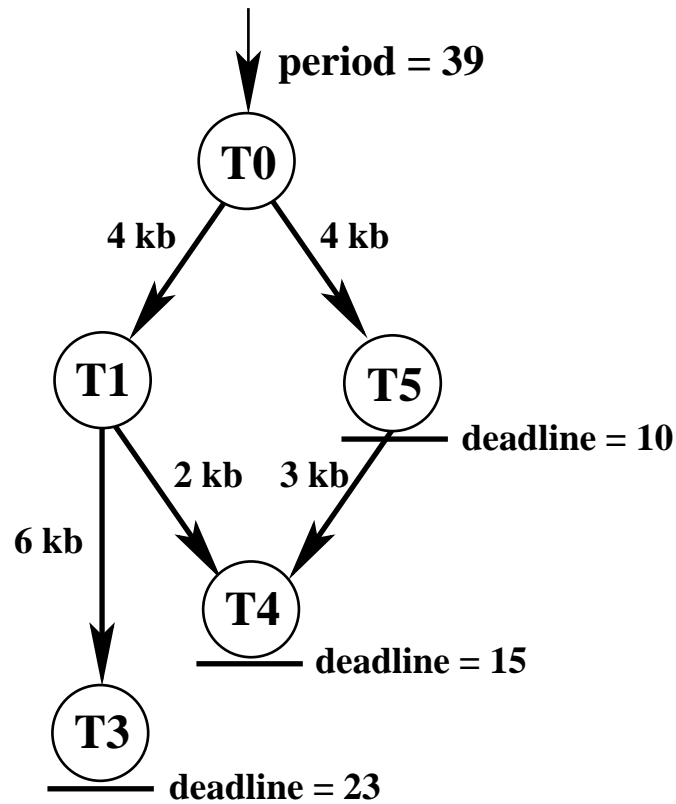 period = 39
T0
4 kb
4 kb
T1
T5
deadline = 10
2 kb
3 kb
6 kb
T4
deadline = 15
T3
deadline = 23